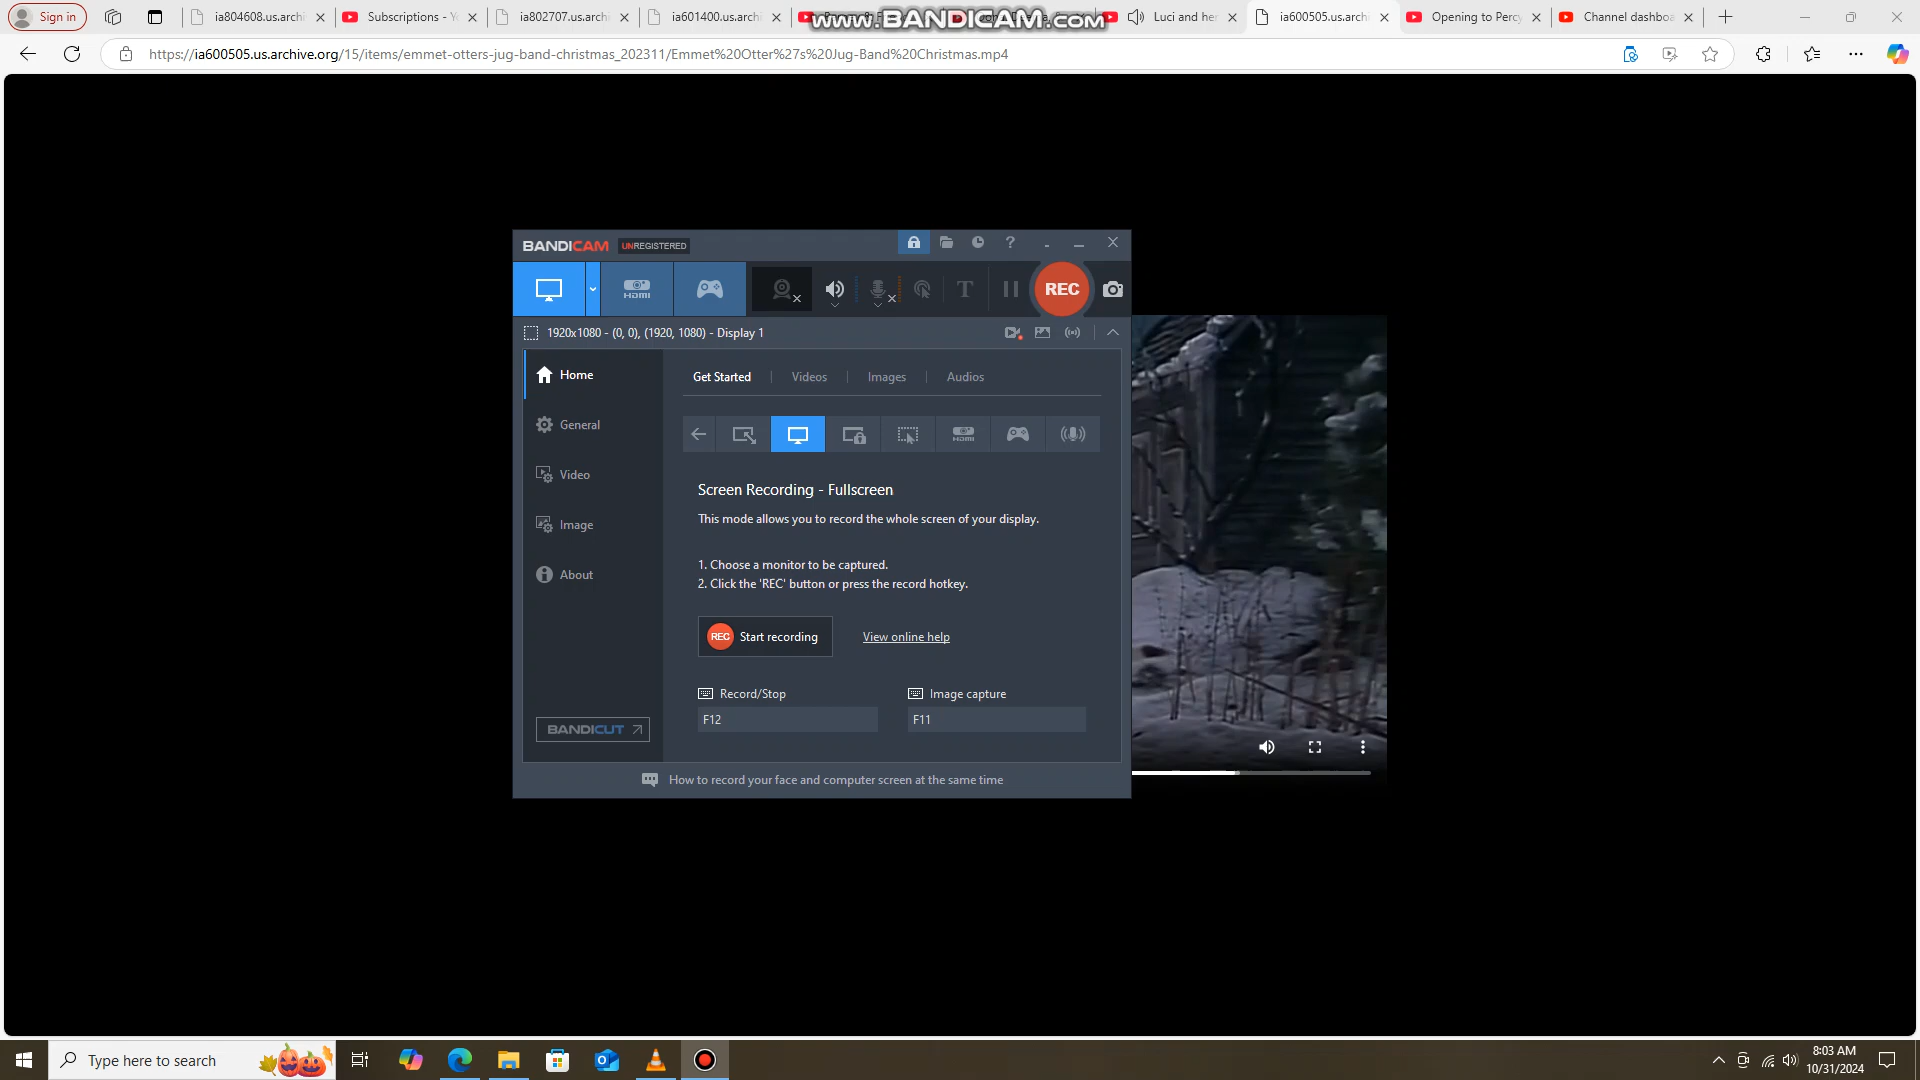 Sign in
ia804608.us.archi
Subscriptions - Yo
ia802707.us.archi
ia601400.us.archi
www.BANDICAM.com
Luci and her
ia600505.us.archi
Opening to Percy
Channel dashboa
https://ia600505.us.archive.org/15/items/emmet-otters-jug-band-christmas_202311/Emmet%20Otter%27s%20Jug-Band%20Christmas.mp4
BANDICAM UNREGISTERED
HDMI
T
REC
1920x1080 - (0, 0), (1920, 1080) - Display 1
Home
Get Started
Videos
Images
Audios
General
HDMI
Video
Screen Recording - Fullscreen
This mode allows you to record the whole screen of your display.
Image
1. Choose a monitor to be captured.
About
2. Click the 'REC' button or press the record hotkey.
REC Start recording
View online help
Record/Stop
Image capture
F12
F11
BANDICUT
How to record your face and computer screen at the same time
Type here to search
8:03 AM
10/31/2024